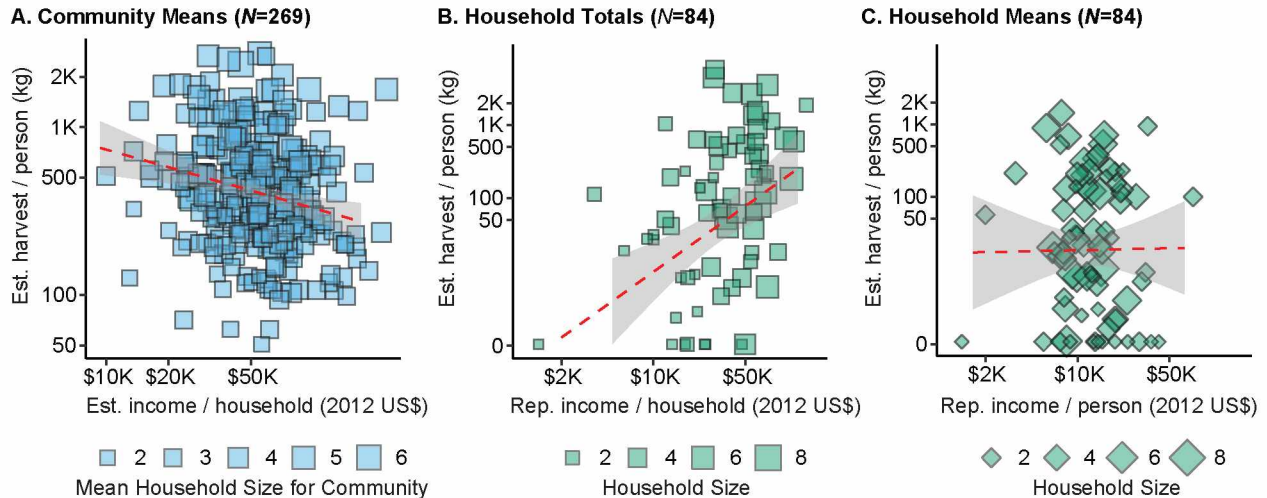 A. Community Means (N=269)
Est. harvest / person (kg)
2K
1K
500
100
50
$10K $20K $50K
Est. income / household (2012 US$)
2 3 4 5 6
Mean Household Size for Community
B. Household Totals (N=84)
Est. harvest / person (kg)
2K
1K
500
100
50
0
$2K $10K $50K
Rep. income / household (2012 US$)
2 4 6 8
Household Size
C. Household Means (N=84)
Est. harvest / person (kg)
2K
1K
500
100
50
0
$2K $10K $50K
Rep. income / person (2012 US$)
2 4 6 8
Household Size